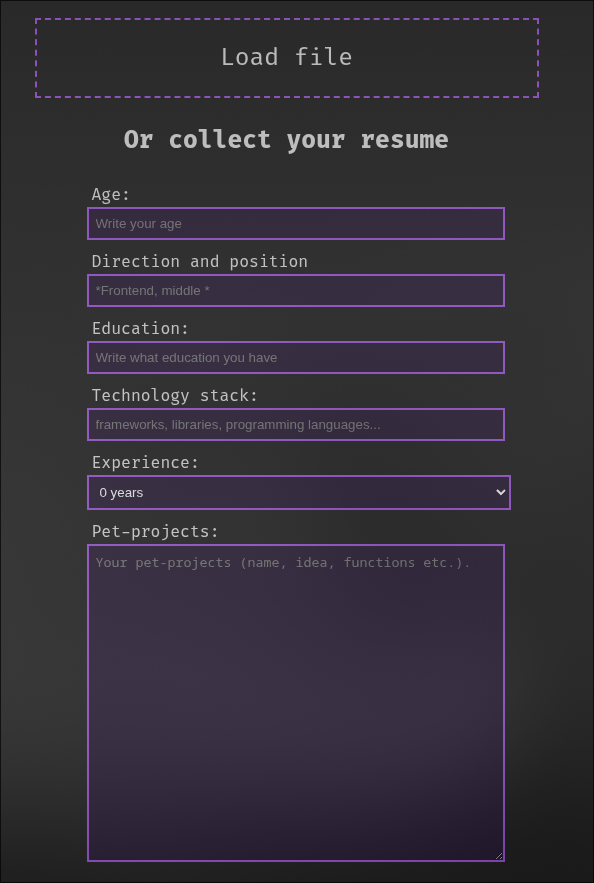 Load file
Or collect your resume
Age:
Write your age
Direction and position
*Frontend, middle *
Education:
Write what education you have
Technology stack:
frameworks, libraries, programming languages...
Experience:
0 years
Pet-projects:
Your pet-projects (name, idea, functions etc.).